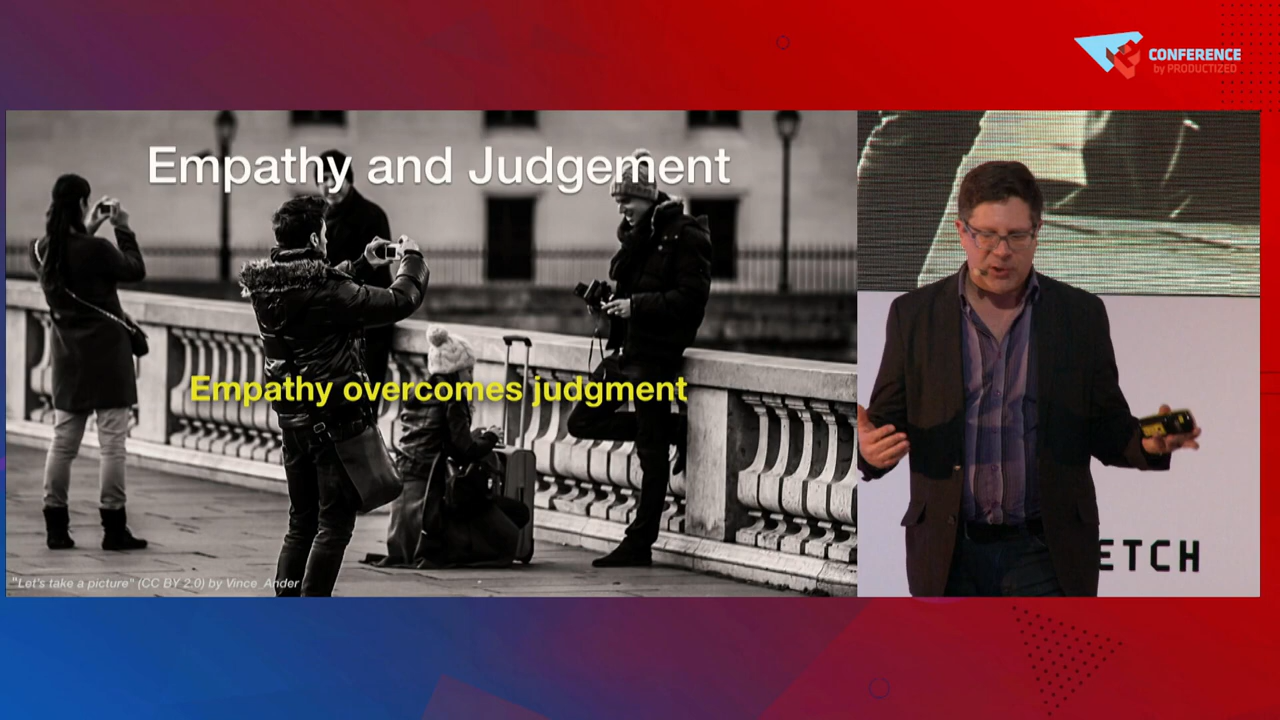 CONFERENCE
by PRODUCTIZED
Empathy and Judgement
Empathy overcomes judgment
"Let's take a picture" (CC BY 2.0) by Vince_Ander
ETCH